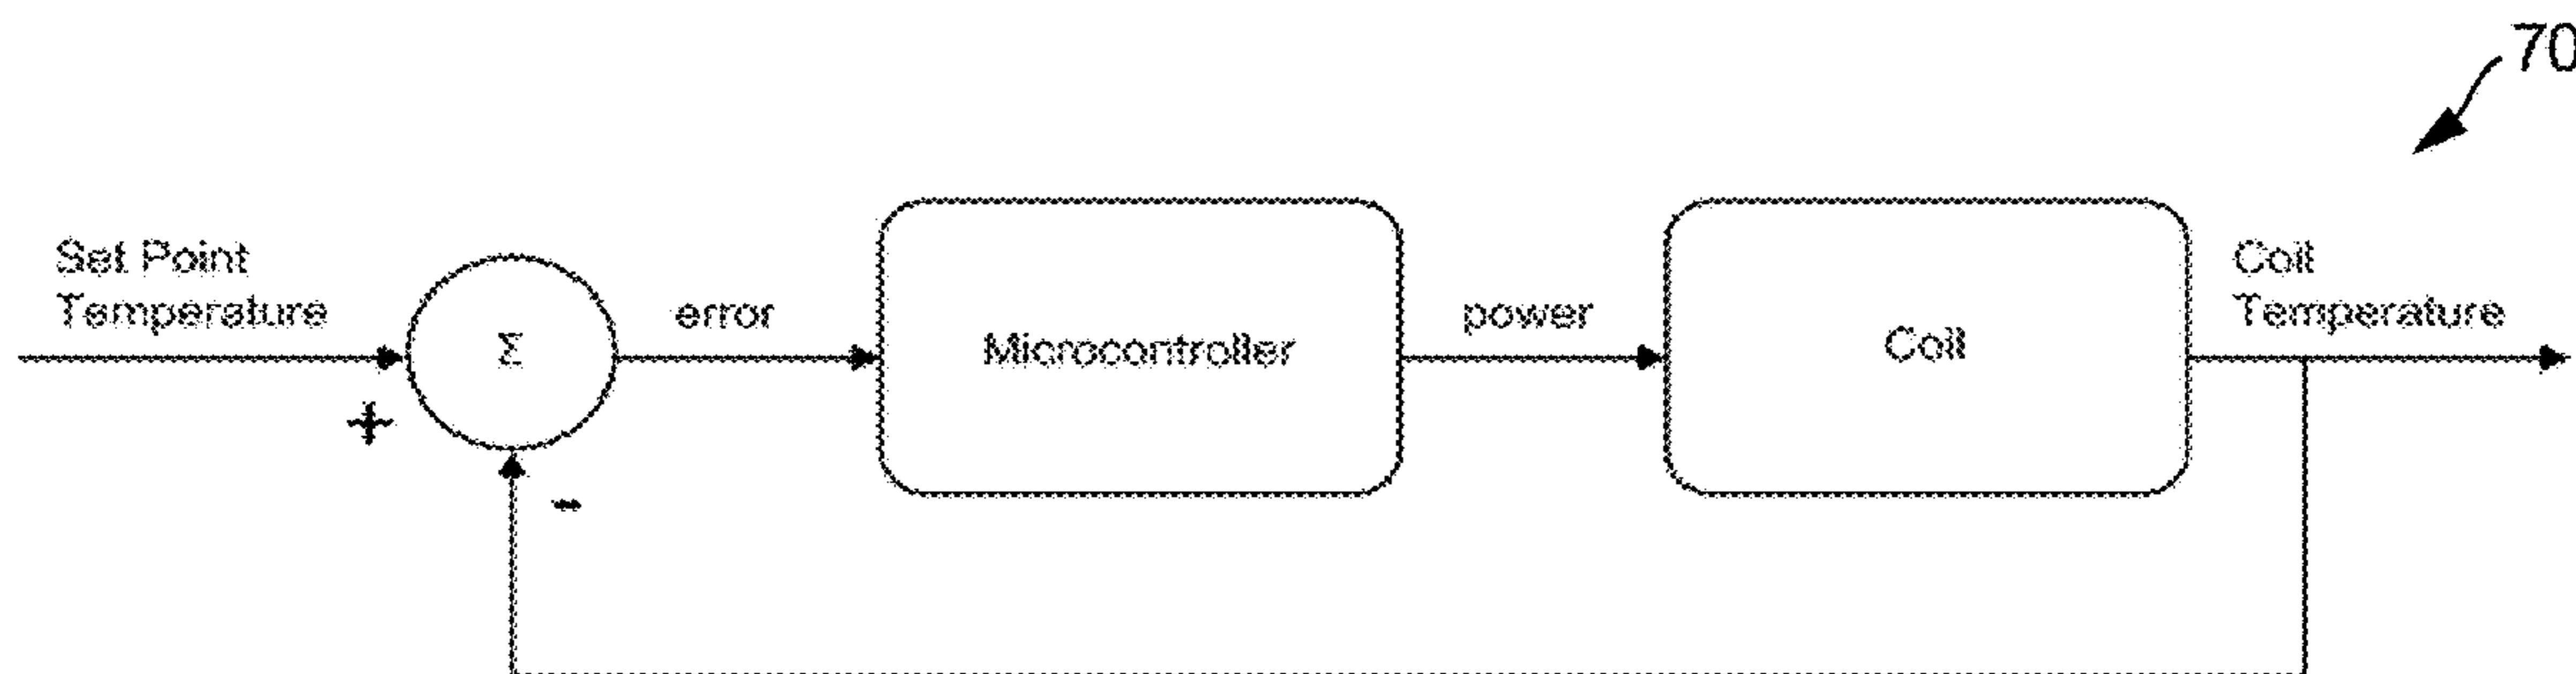 70
Set Point
Temperature
+
Σ
-
error
Microcontroller
power
Coil
Coil
Temperature